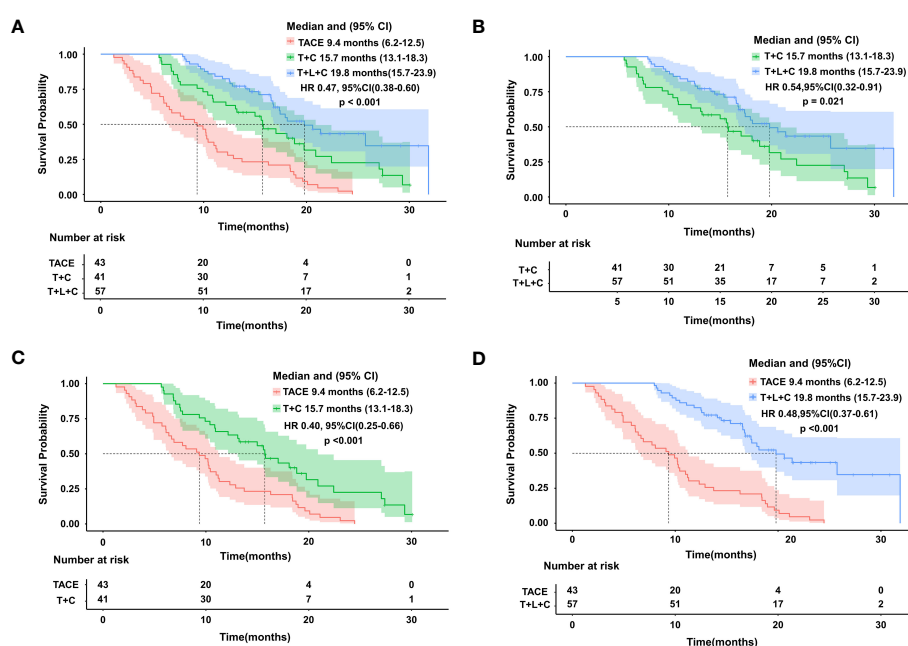 A
Median and (95% CI)
TACE 9.4 months (6.2-12.5)
T+C 15.7 months (13.1-18.3)
T+L+C 19.8 months(15.7-23.9)
HR 0.47, 95%CI(0.38-0.60)
p < 0.001
Survival Probability
1.00
0.75
0.50
0.25
0.00
0 10 20 30
Time(months)
Number at risk
TACE 43 20 4 0
T+C 41 30 7 1
T+L+C 57 51 17 2
0 10 20 30
Time(months)
B
Median and (95% CI)
T+C 15.7 months (13.1-18.3)
T+L+C 19.8 months (15.7-23.9)
HR 0.54,95%CI(0.32-0.91)
p = 0.021
Survival Probability
1.00
0.75
0.50
0.25
0.00
0 10 20 30
Time(months)
Number at risk
T+C 41 30 21 7 5 1
T+L+C 57 51 35 17 7 2
5 10 15 20 25 30
Time(months)
C
Median and (95% CI)
TACE 9.4 months (6.2-12.5)
T+C 15.7 months (13.1-18.3)
HR 0.40, 95%CI(0.25-0.66)
p <0.001
Survival Probability
1.00
0.75
0.50
0.25
0.00
0 10 20 30
Time(months)
Number at risk
TACE 43 20 4 0
T+C 41 30 7 1
0 10 20 30
Time(months)
D
Median and (95%CI)
TACE 9.4 months (6.2-12.5)
T+L+C 19.8 months (15.7-23.9)
HR 0.48,95%CI(0.37-0.61)
p <0.001
Survival Probability
1.00
0.75
0.50
0.25
0.00
0 10 20 30
Time(months)
Number at risk
TACE 43 20 4 0
T+L+C 57 51 17 2
0 10 20 30
Time(months)